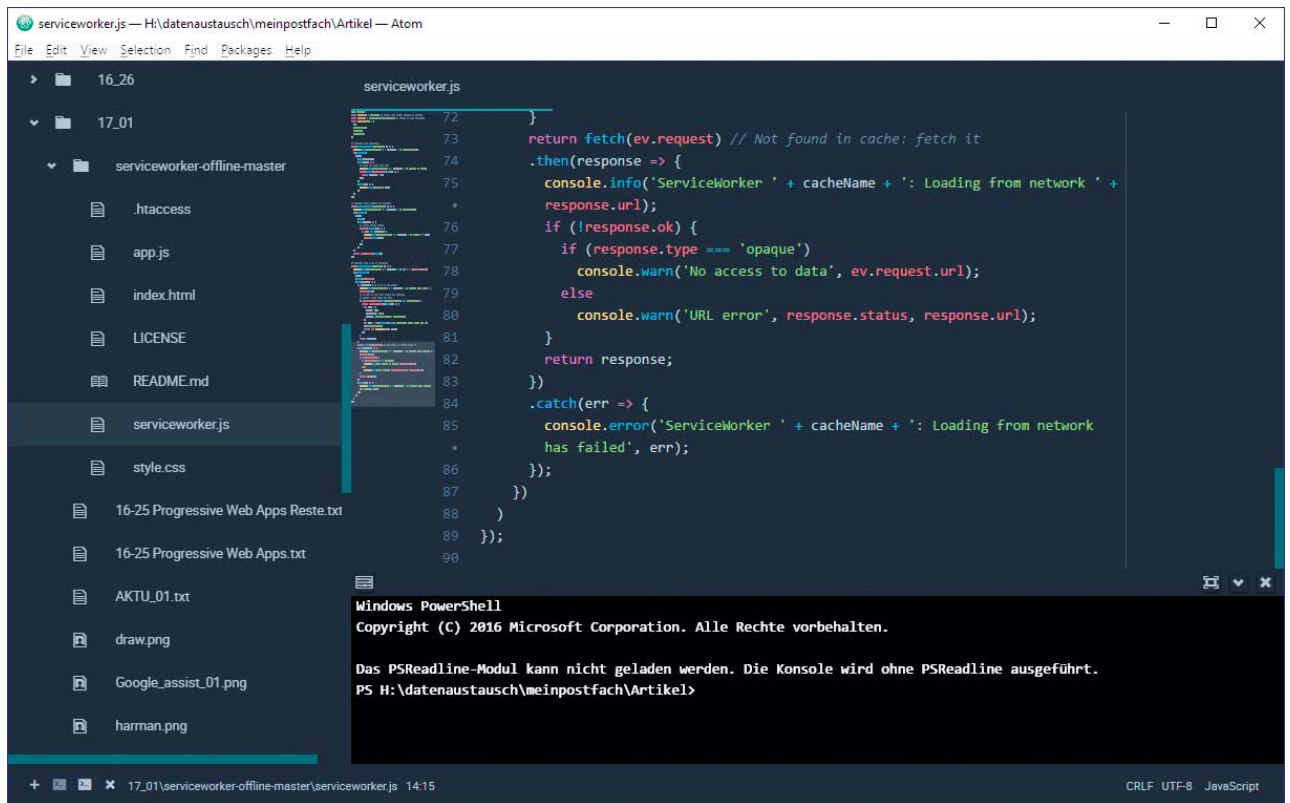 serviceworker.js — H:\datenaustausch\meinpostfach\Artikel — Atom
File Edit View Selection Find Packages Help
16_26
17_01
serviceworker-offline-master
.htaccess
app.js
index.html
LICENSE
README.md
serviceworker.js
style.css
16-25 Progressive Web Apps Reste.txt
16-25 Progressive Web Apps.txt
AKTU_01.txt
draw.png
Google_assist_01.png
harman.png
serviceworker.js
72 }
73 return fetch(ev.request) // Not found in cache: fetch it
74 .then(response => {
75 console.info('ServiceWorker ' + cacheName + ': Loading from network ' +
• response.url);
76 if (!response.ok) {
77 if (response.type === 'opaque')
78 console.warn('No access to data', ev.request.url);
79 else
80 console.warn('URL error', response.status, response.url);
81 }
82 return response;
83 })
84 .catch(err => {
85 console.error('ServiceWorker ' + cacheName + ': Loading from network
• has failed', err);
86 });
87 })
88 )
89 });
90
Windows PowerShell
Copyright (C) 2016 Microsoft Corporation. Alle Rechte vorbehalten.
Das PSReadline-Modul kann nicht geladen werden. Die Konsole wird ohne PSReadline ausgeführt.
PS H:\datenaustausch\meinpostfach\Artikel>
17_01\serviceworker-offline-master\serviceworker.js 14:15
CRLF UTF-8 JavaScript